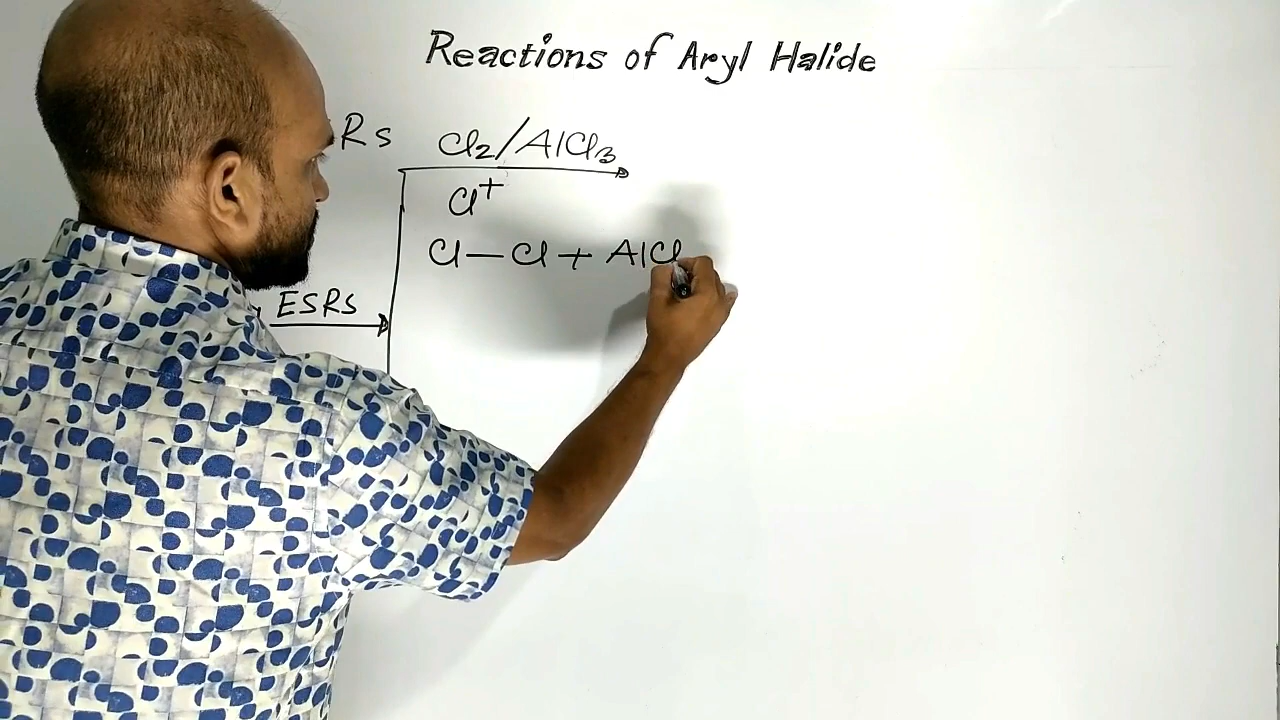 Reactions of Aryl Halide
Rs Cl2/AlCl3
Cl+
Cl—Cl + AlCl
ESRs